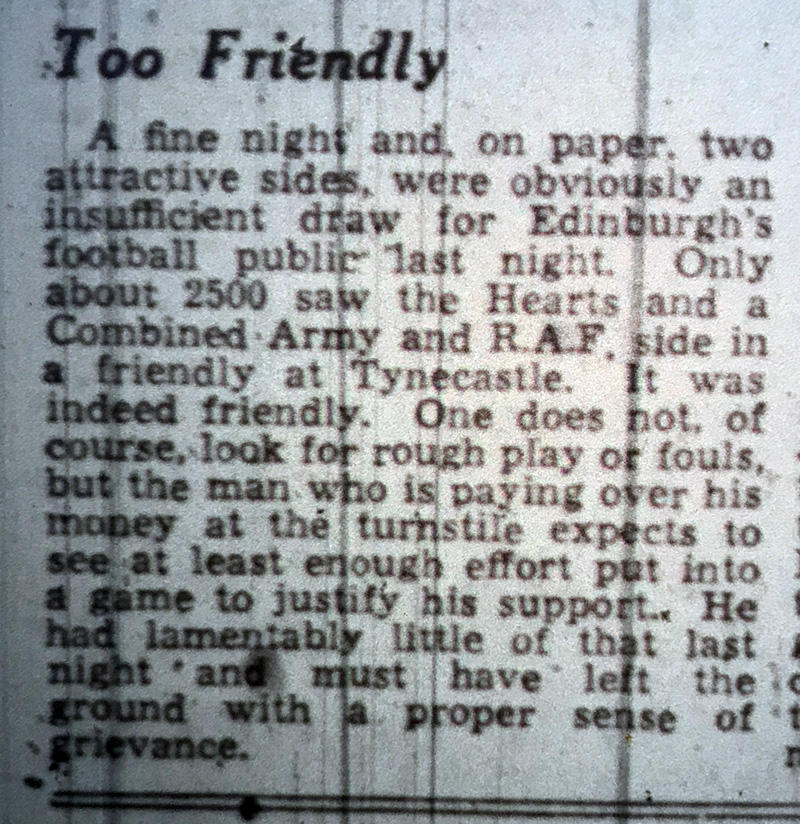 Too Friendly
A fine night and, on paper, two
attractive sides, were obviously an
insufficient draw for Edinburgh's
football public last night. Only
about 2500 saw the Hearts and a
Combined Army and R.A.F. side in
a friendly at Tynecastle. It was
indeed friendly. One does not, of
course, look for rough play or fouls,
but the man who is paying over his
money at the turnstile expects to
see at least enough effort put into
a game to justify his support. He
had lamentably little of that last
night and must have left the
ground with a proper sense of
grievance.